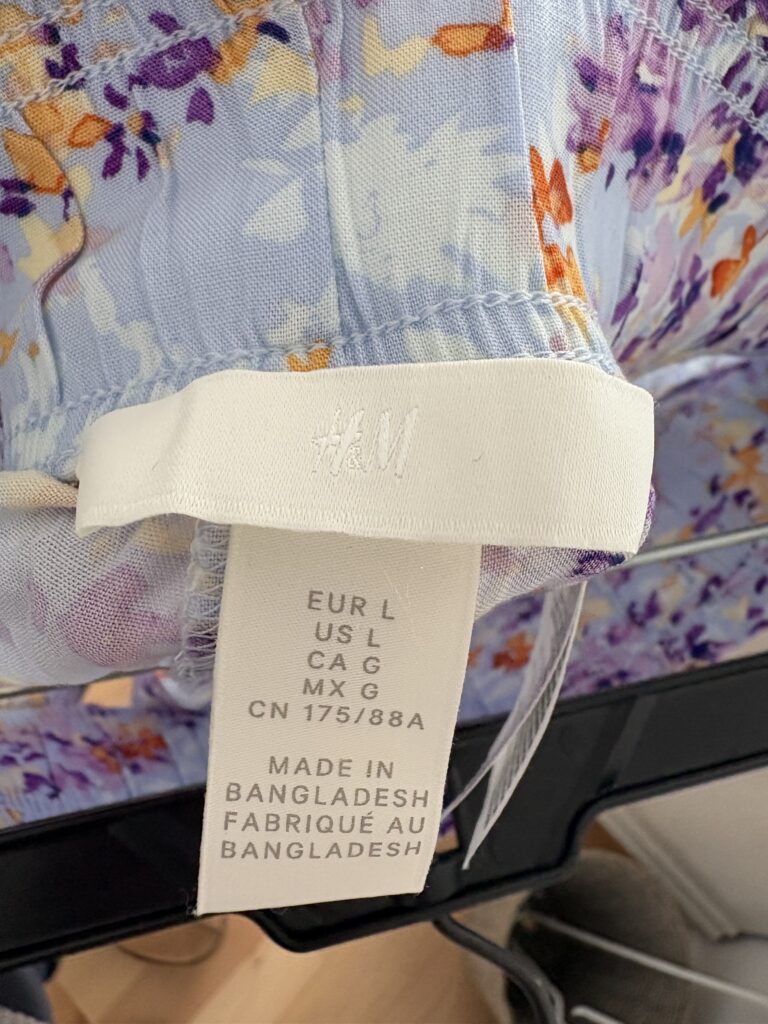 H&M
EUR L
US L
CA G
MX G
CN 175/88A
MADE IN
BANGLADESH
FABRIQUÉ AU
BANGLADESH